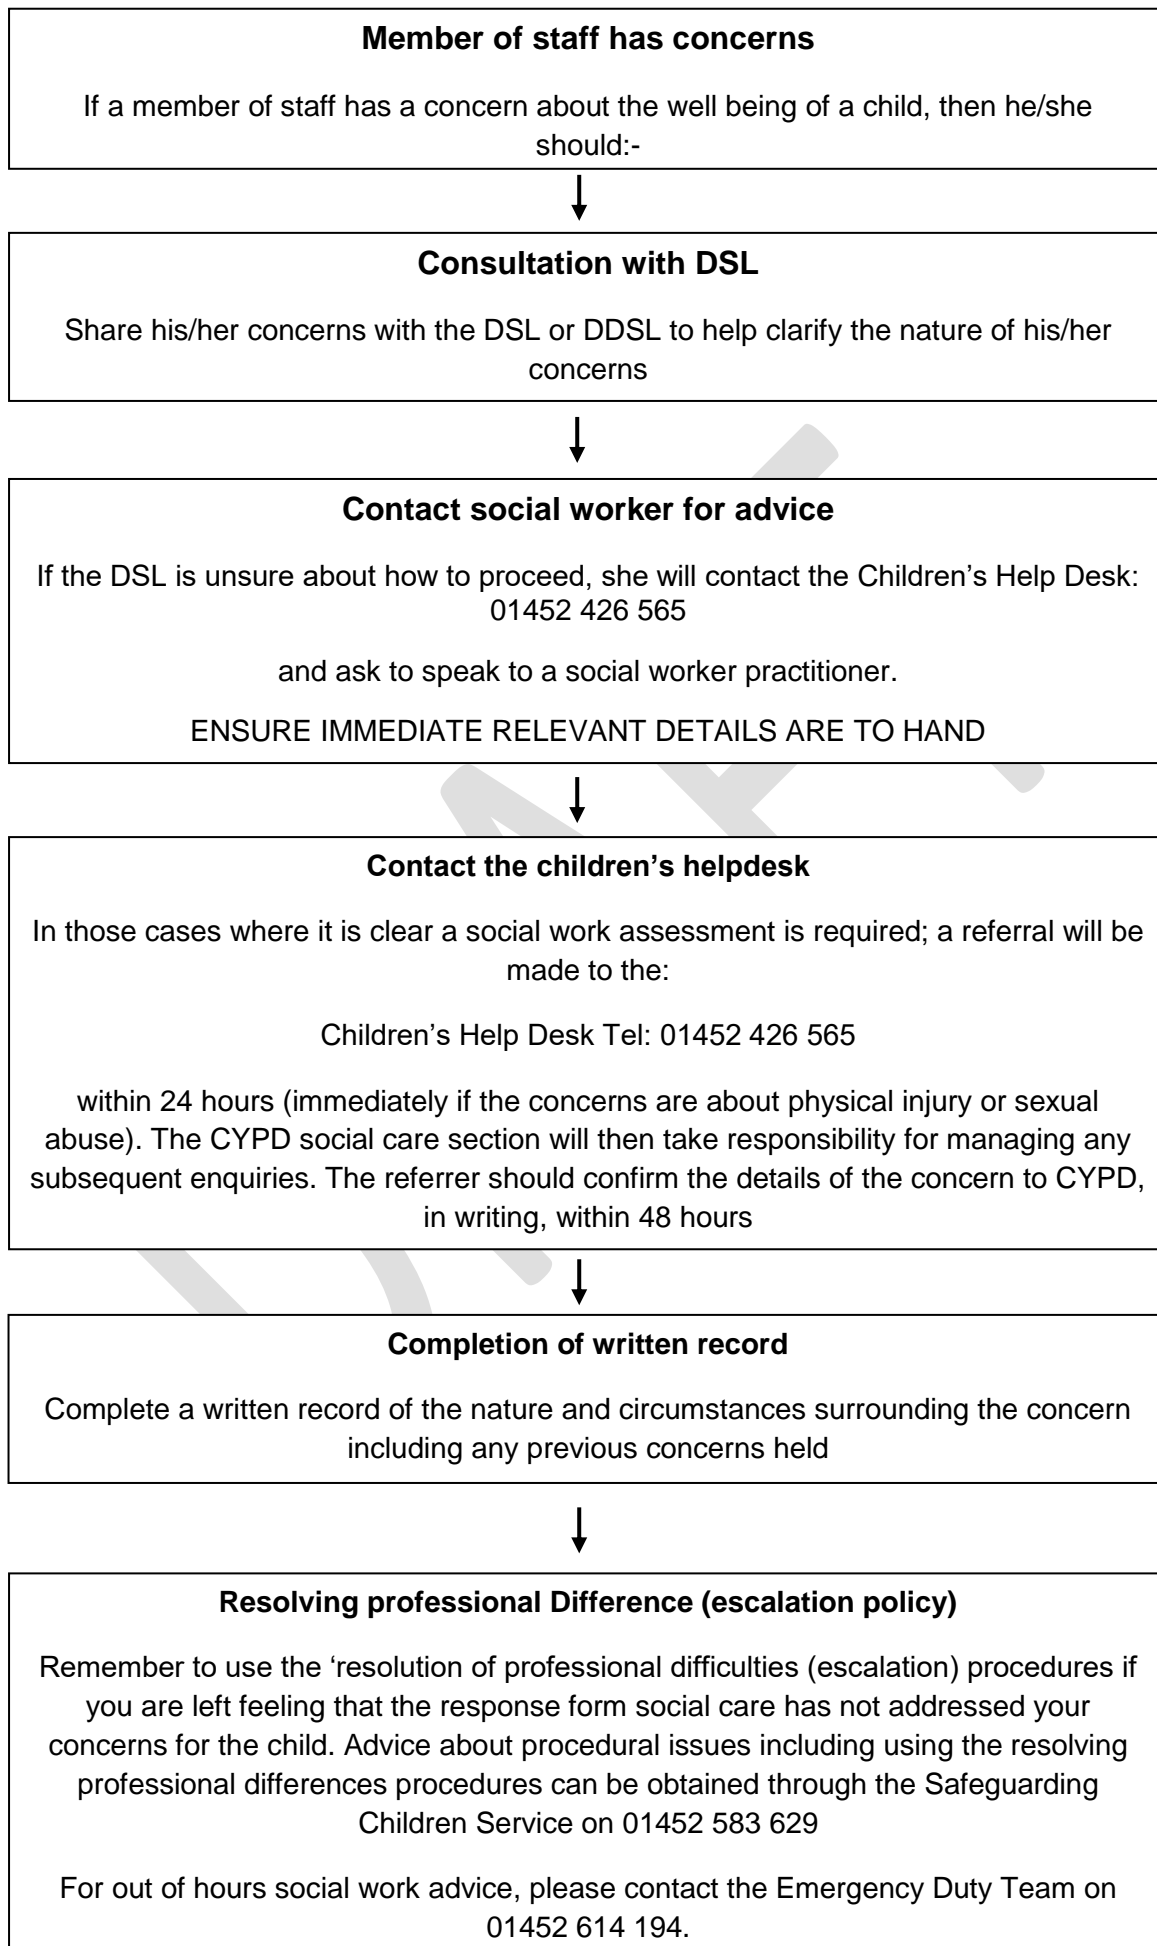 Member of staff has concerns
If a member of staff has a concern about the well being of a child, then he/she
should:-
Consultation with DSL
Share his/her concerns with the DSL or DDSL to help clarify the nature of his/her
concerns
Contact social worker for advice
If the DSL is unsure about how to proceed, she will contact the Children’s Help Desk:
01452 426 565
and ask to speak to a social worker practitioner.
ENSURE IMMEDIATE RELEVANT DETAILS ARE TO HAND
Contact the children’s helpdesk
In those cases where it is clear a social work assessment is required; a referral will be
made to the:
Children’s Help Desk Tel: 01452 426 565
within 24 hours (immediately if the concerns are about physical injury or sexual
abuse). The CYPD social care section will then take responsibility for managing any
subsequent enquiries. The referrer should confirm the details of the concern to CYPD,
in writing, within 48 hours
Completion of written record
Complete a written record of the nature and circumstances surrounding the concern
including any previous concerns held
Resolving professional Difference (escalation policy)
Remember to use the ‘resolution of professional difficulties (escalation) procedures if
you are left feeling that the response form social care has not addressed your
concerns for the child. Advice about procedural issues including using the resolving
professional differences procedures can be obtained through the Safeguarding
Children Service on 01452 583 629
For out of hours social work advice, please contact the Emergency Duty Team on
01452 614 194.